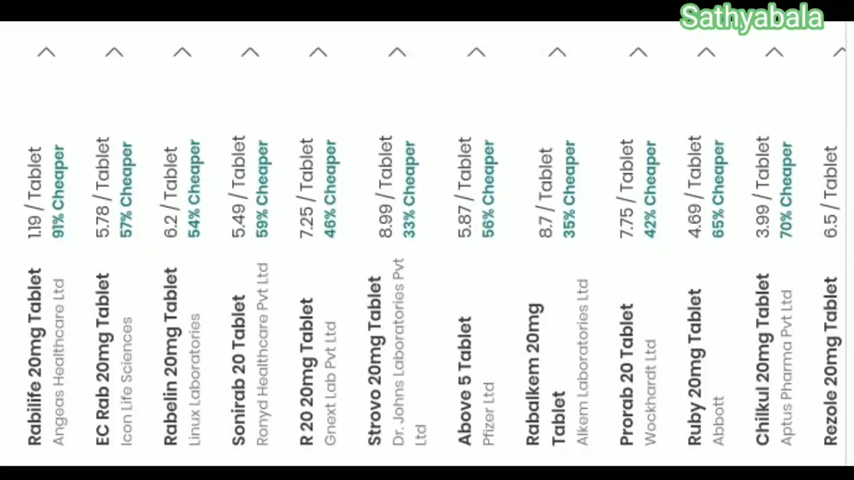 Sathyabala
Rabilife 20mg Tablet
1.19 / Tablet
Angeas Healthcare Ltd
91% Cheaper
EC Rab 20mg Tablet
5.78 / Tablet
Icon Life Sciences
57% Cheaper
Rabelin 20mg Tablet
6.2 / Tablet
Linux Laboratories
54% Cheaper
Sonirab 20 Tablet
5.49 / Tablet
Ronyd Healthcare Pvt Ltd
59% Cheaper
R 20 20mg Tablet
7.25 / Tablet
Gnext Lab Pvt Ltd
46% Cheaper
Strovo 20mg Tablet
8.99 / Tablet
Dr. Johns Laboratories Pvt
Ltd
33% Cheaper
Above 5 Tablet
5.87 / Tablet
Pfizer Ltd
56% Cheaper
Rabalkem 20mg
Tablet
8.7 / Tablet
Alkem Laboratories Ltd
35% Cheaper
Prorab 20 Tablet
7.75 / Tablet
Wockhardt Ltd
42% Cheaper
Ruby 20mg Tablet
4.69 / Tablet
Abbott
65% Cheaper
Chilkul 20mg Tablet
3.99 / Tablet
Aptus Pharma Pvt Ltd
70% Cheaper
Rezole 20mg Tablet
6.5 / Tablet